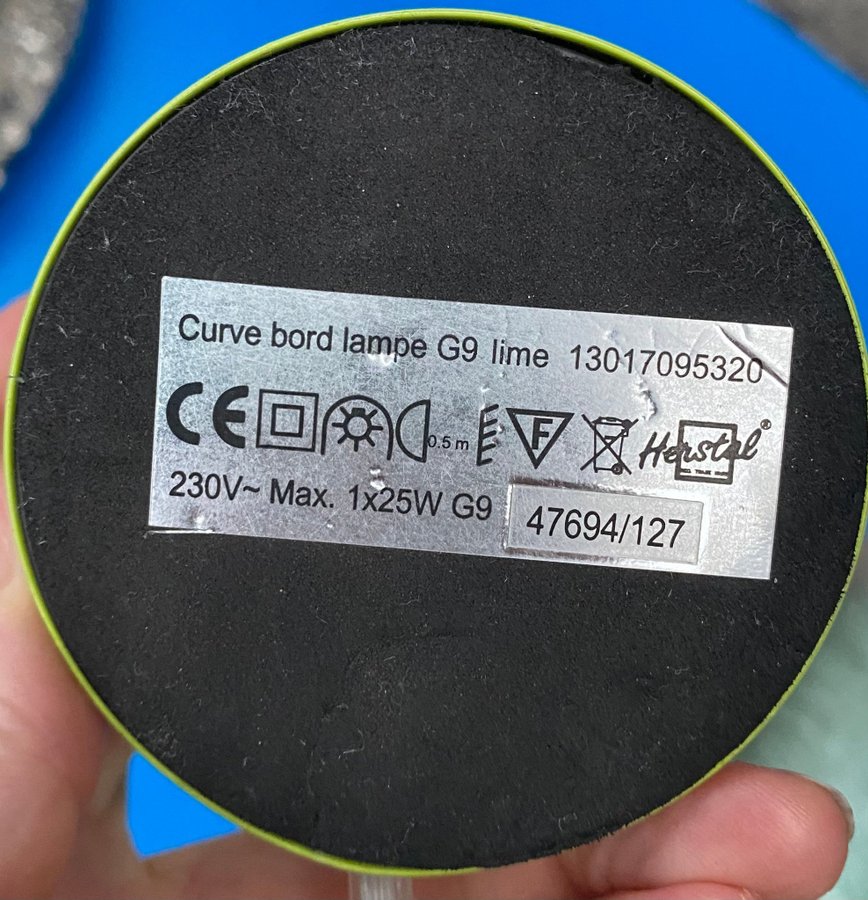 Curve bord lampe G9 lime 13017095320
CE 0.5 m F Herstal®
230V~ Max. 1x25W G9 47694/127